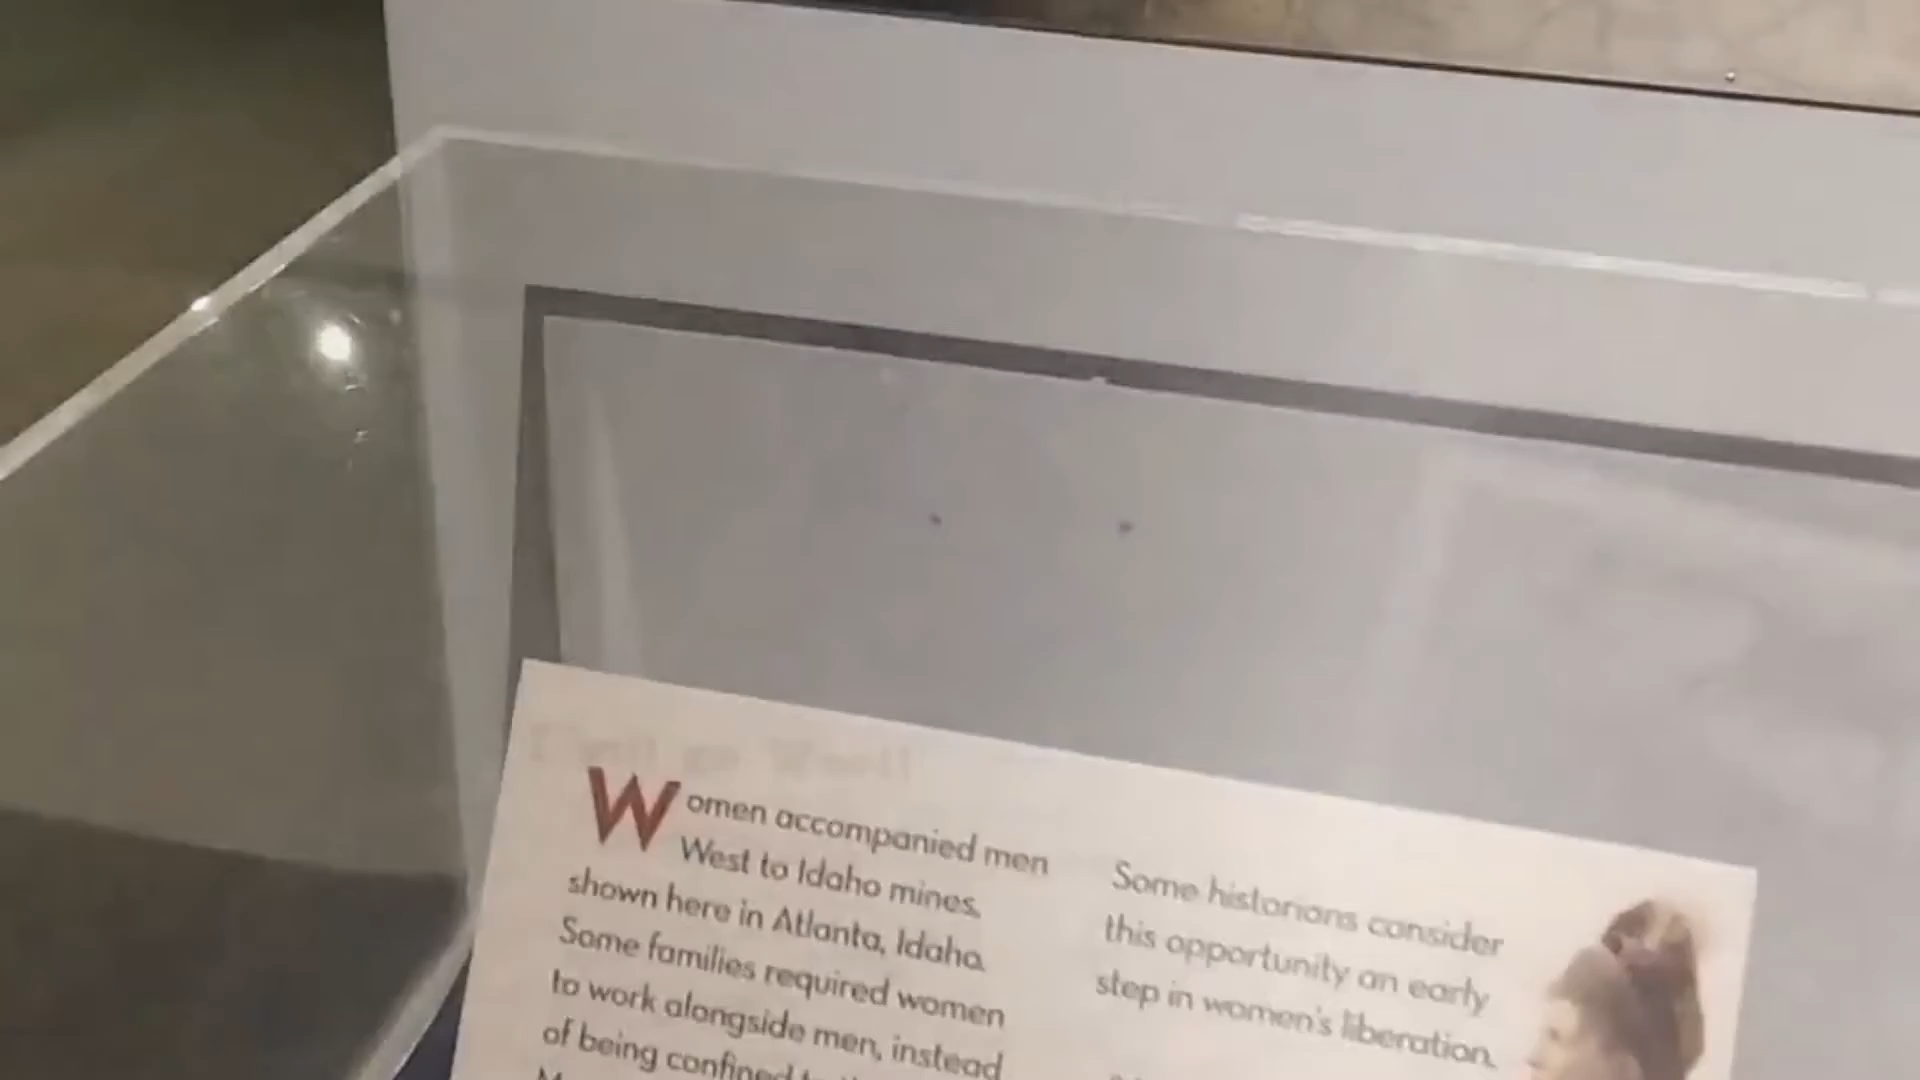 Women accompanied men
West to Idaho mines,
shown here in Atlanta, Idaho.
Some families required women
to work alongside men, instead
of being confined
Some historians consider
this opportunity an early
step in women's liberation.